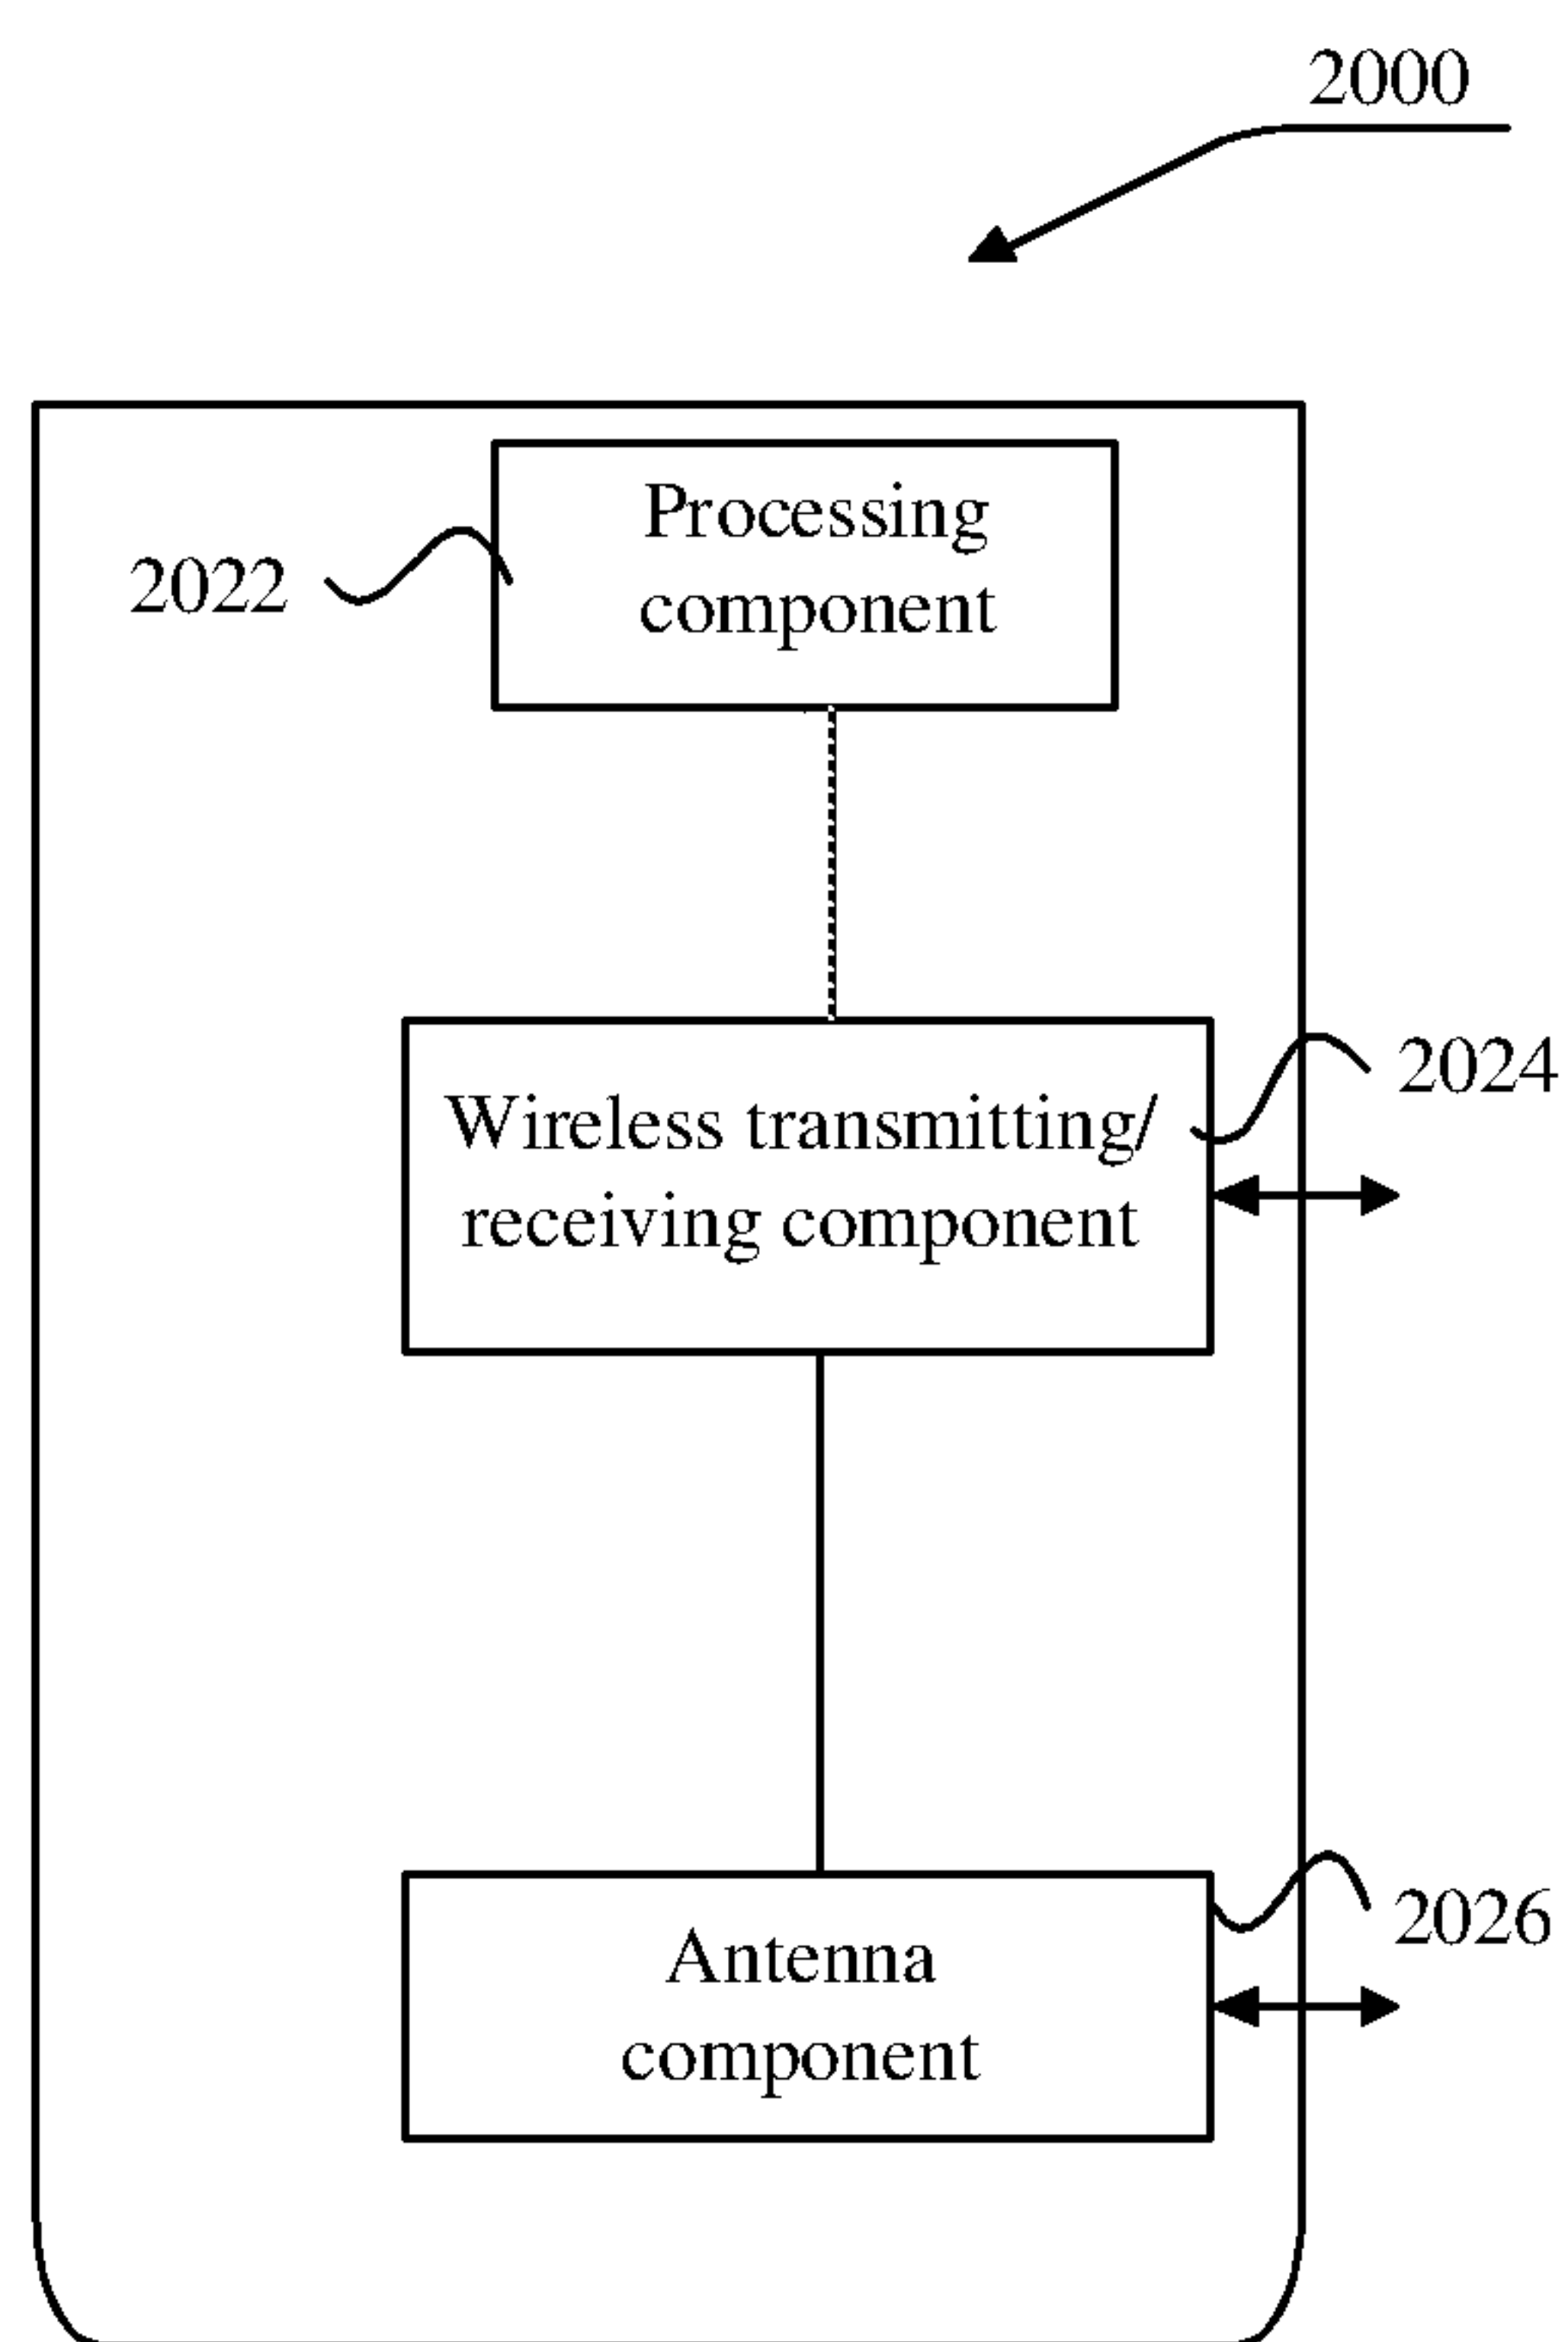 2000
Processing
component
2022
2024
Wireless transmitting/
receiving component
2026
Antenna
component